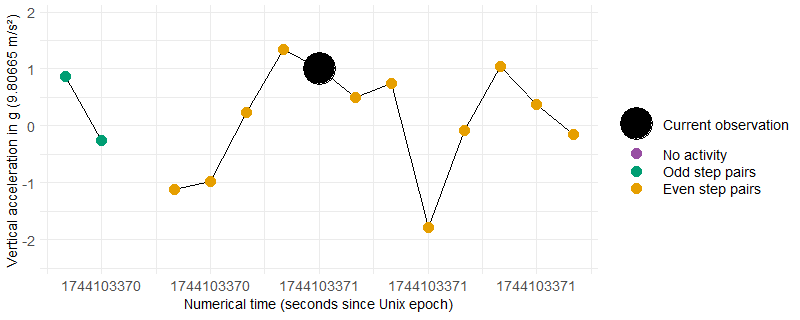 Vertical acceleration in g (9.80665 m/s²)
2
1
0
-1
-2
1744103370
1744103370
1744103371
1744103371
1744103371
Numerical time (seconds since Unix epoch)
Current observation
No activity
Odd step pairs
Even step pairs